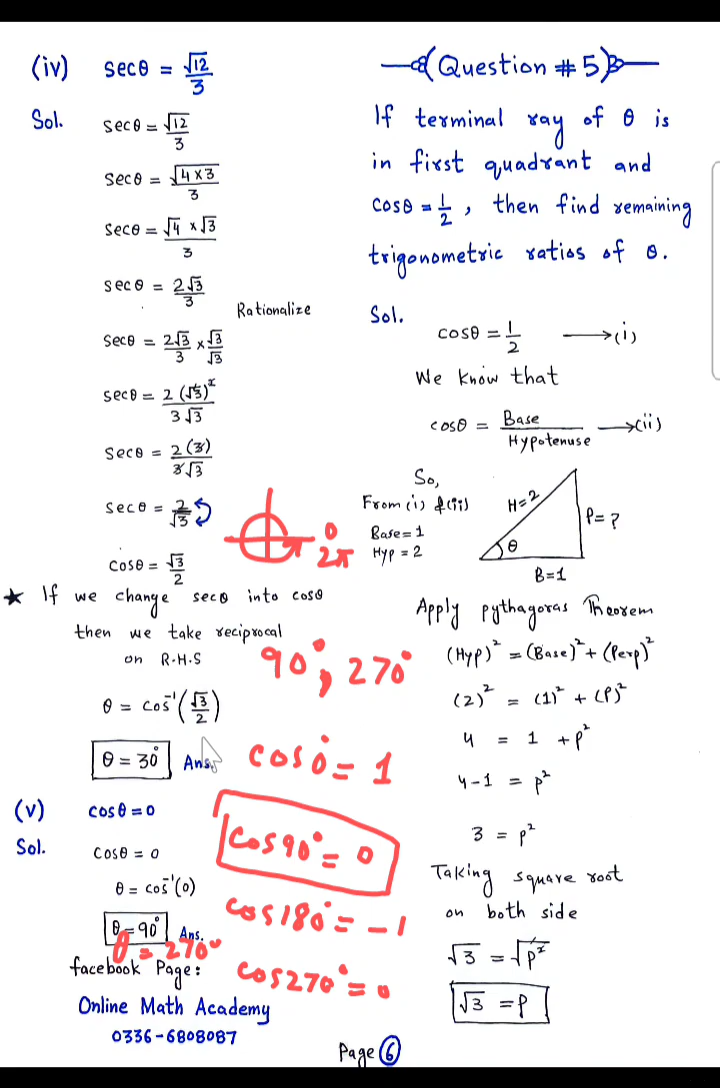 (iv) secθ = √12/3
Sol. secθ = √12/3
secθ = √4×3/3
secθ = √4 × √3/3
secθ = 2√3/3
Rationalize
secθ = 2√3/3 × √3/√3
secθ = 2(√3)²/3√3
secθ = 2(3)/3√3
secθ = 2/√3
cosθ = √3/2
★ If we change secθ into cosθ
then we take reciprocal
on R.H.S
θ = cos⁻¹(√3/2)
θ = 30° Ans.
(v) cosθ = 0
Sol. cosθ = 0
θ = cos⁻¹(0)
θ = 90° Ans.
θ = 270°
facebook Page:
Online Math Academy
0336-6808087
0
2π
90°, 270°
cos0° = 1
cos90° = 0
cos180° = -1
cos270° = 0
Question # 5
If terminal ray of θ is
in first quadrant and
cosθ = 1/2, then find remaining
trigonometric ratios of θ.
Sol.
cosθ = 1/2 → (i)
We know that
cosθ = Base/Hypotenuse → (ii)
So,
From (i) & (ii)
Base = 1
Hyp = 2
H=2
P=?
θ
B=1
Apply pythagoras Theorem
(Hyp)² = (Base)² + (Perp)²
(2)² = (1)² + (P)²
4 = 1 + p²
4-1 = p²
3 = p²
Taking square root
on both side
√3 = √p²
√3 = P
Page 6